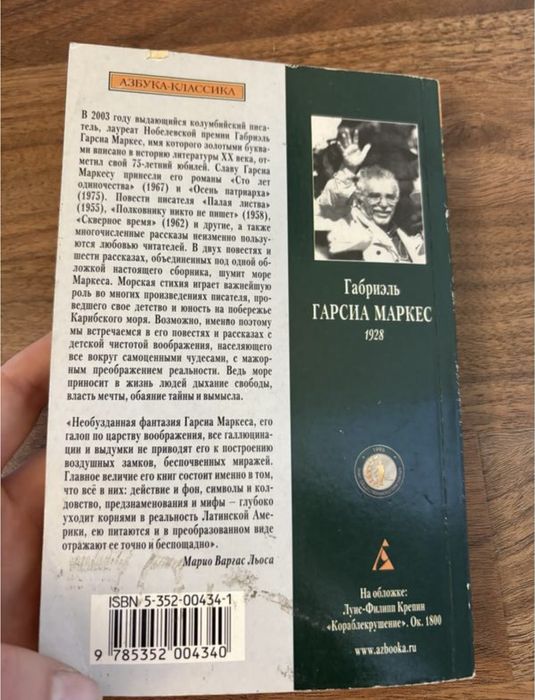 АЗБУКА-КЛАССИКА
В 2003 году выдающийся колумбийский писа-
тель, лауреат Нобелевской премии Габриэль
Гарсиа Маркес, имя которого золотыми буква-
ми вписано в историю литературы XX века, от-
метил свой 75-летний юбилей. Славу Гарсиа
Маркесу принесли его романы «Сто лет
одиночества» (1967) и «Осень патриарха»
(1975). Повести писателя «Палая листва»
(1955), «Полковнику никто не пишет» (1958),
«Скверное время» (1962) и другие, а также
многочисленные рассказы неизменно пользу-
ются любовью читателей. В двух повестях и
шести рассказах, объединенных под одной об-
ложкой настоящего сборника, шумит море
Маркеса. Морская стихия играет важнейшую
роль во многих произведениях писателя, про-
ведшего свое детство и юность на побережье
Карибского моря. Возможно, именно поэтому
мы встречаемся в его повестях и рассказах с
детской чистотой воображения, населяющего
все вокруг самоценными чудесами, с мажор-
ным преображением реальности. Ведь море
приносит в жизнь людей дыхание свободы,
власть мечты, обаяние тайны и вымысла.
«Необузданная фантазия Гарсиа Маркеса, его
галоп по царству воображения, все галлюцина-
ции и выдумки не приводят его к построению
воздушных замков, беспочвенных миражей.
Главное величие его книг состоит именно в том,
что всё в них: действие и фон, символы и кол-
довство, предзнаменования и мифы – глубоко
уходит корнями в реальность Латинской Аме-
рики, ею питаются и в преобразованном виде
отражают ее точно и беспощадно».
Марио Варгас Льоса
ISBN 5-352-00434-1
9 785352 004340
Габриэль
ГАРСИА МАРКЕС
1928
1995
На обложке:
Луис-Филипп Крепин
«Кораблекрушение». Ок. 1800
www.azbooka.ru